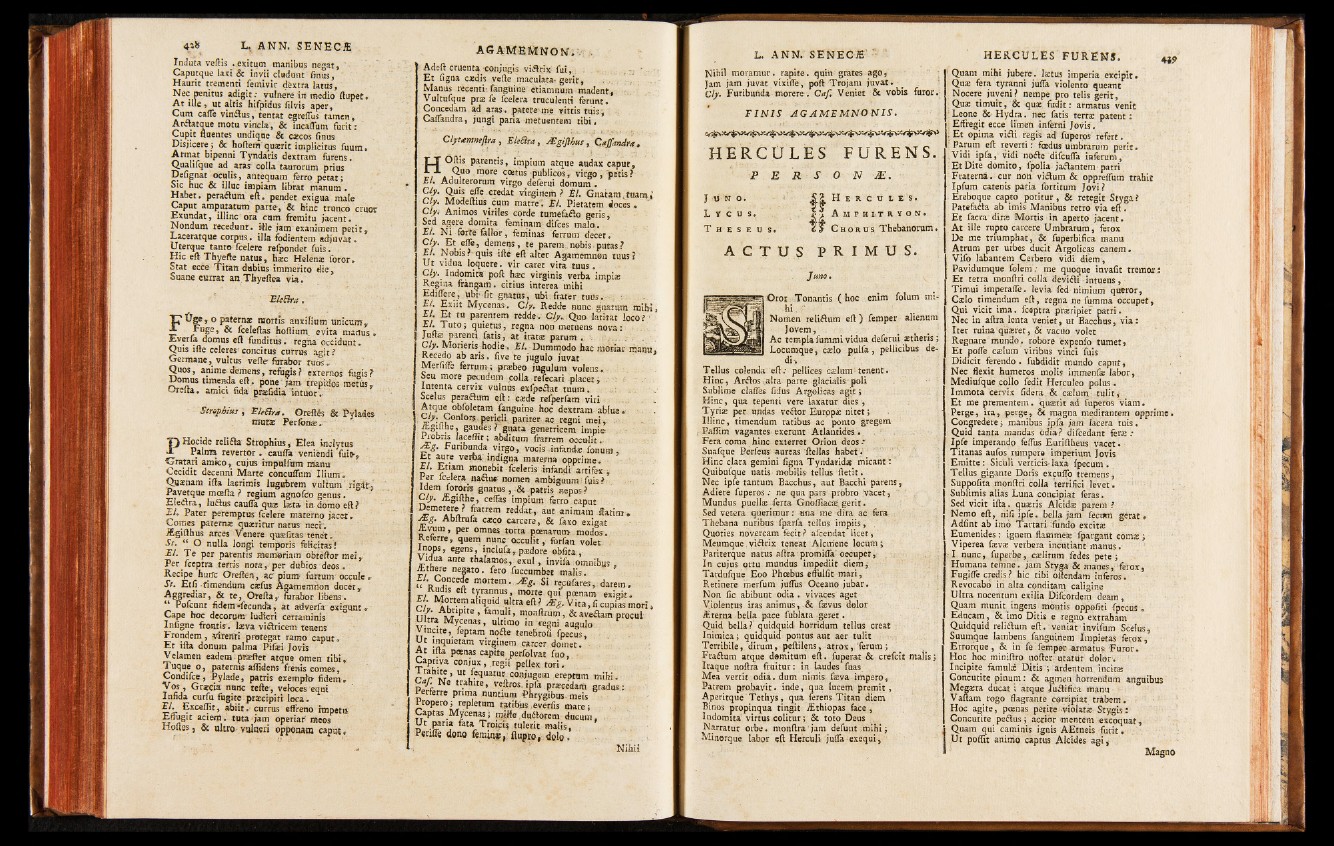 428 L. ANN. SENECÆ
Induta vestis . exitum manibus negat,
Caputque laxi & invii cludunt sinus,
Haurit trementi semivir dextra latus,
Nec penitus adigit: vulnere in medio stupet.
At ille, ut altis hispidus silvis aper,
Cum casse vinctus, tentat egressus tamen,
Arctatque motu vincla, & incassum furit:
Cupit fluentes undique & cæcos sinus
Disjicere; & hostem quærit implicitus suum.
Armat bipenni Tyndaris dextram furens.
Qualisque ad aras colla taurorum prius
Designat oculis, antequam ferro petat;
Sic huc & illuc impiam librat manum.
Habet. peractum est. pendet exigua male
Caput amputatum parte, & hinc trunco cruor
Exundat, illinc ora cum fremitu jacent.
Nondum recedunt. ille jam exanimem petit,
Laceratque corpus. illa fodientem adjuvat.
Uterque tanto scelere respondet suis.
Hic est Thyeste natus, hæc Helenæ soror.
Stat ecce Titan dubius immerito die,
Suane currat an Thyestea via.
Electra.
FUge, o paternæ mortis auxilium unicum,
Fuge, & scelestas hostium evita manus.
Eversa domus est funditus. regna occidunt.
Quis iste celeres concitus currus agit?
Germane, vultus veste furabor tuos.
Quos, anime demens, refugis? externos fugis?
Domus timenda est. pone jam trepidos metus,
Oresta. amici fida præsidia intuor.
Strophius, Electra. Orestes & Pylades
mutæ Personæ.
PHocide relicta Strophius, Elea inclytus
Palma revertor. caussa veniendi fuit,
Gratari amico, cujus impulsum manu
Cecidit decenni Marte concussum Ilium.
Quænam ista lacrimis lugubrem vultum rigat,
Pavetque mœsta? regium agnosco genus.
Electra, luctus caussa quæ læta in domo est?
El. Pater peremptus scelere materno jacet.
Comes paternæ quæritur natus neci.
Ægisthus arces Venere quæsitas tenet.
St. “ O nulla longi temporis felicitas!
El. Te per parentis memoriam obtestor mei,
Per sceptra terris nota, per dubios deos.
Recipe hunc Oresten, ac pium furtum occule.
St. Etsi timendum cæsus Agamemnon docet,
Aggrediar, & te, Oresta, furabor libens.
“ Poscunt fidem secunda, at adversa exigunt.
Cape hoc decorum ludicri certaminis
Insigne frontis. læva victricem tenens
Frondem, virenti protegat ramo caput.
Et ista donum palma Pisæi Jovis
Velamen eadem præstet atque omen tibi.
Tuque o, paternis assidens frenis comes,
Condisce, Pylade, patris exemplo fidem.
Vos, Græcia nunc teste, veloces equi
Infida cursu fugite præcipiti loca.
El. Excessit, abiit. currus effreno impetu
Effugit aciem. tuta jam operiar meos
Hostes, & ultro vulneri opponam caput.
AGAMEMNON.
Adest cruenta conjugis victrix sui,
Et signa cædis veste maculata gerit,
Manus recenti sanguine etiamnum madent,
Vultusque præ se scelera truculenti ferunt.
Concedam ad aras. patere me vittis tuis,
Cassandra, jungi paria metuentem tibi.
Clytæmnestra, Electra, Ægisthus, Cassandra.
HOstis parentis, impium atque audax caput,
Quo more cœtus publicos, virgo, petis?
El. Adulterorum virgo deserui domum.
Cly. Quis esse credat virginem? El. Gnatam tuam,
Cly. Modestius cum matre. El. Pietatem doces.
Cly. Animos viriles corde tumefacto geris,
Sed agere domita feminam disces malo.
El. Ni forte fallor, feminas ferrum decet.
Cly. Et esse, demens, te parem nobis putas?
El. Nobis? quis iste est alter Agamemnon tuus?
Ut vidua loquere. vir caret vita tuus.
Cly. Indomita post hæc virginis verba impiæ
Regina frangam. citius interea mihi
Edissere, ubi sit gnatus, ubi frater tuus.
El. Exiit Mycenas. Cly. Redde nunc gnatum mihi,
El. Et tu parentem redde. Cly. Quo latitat loco?
El. Tuto; quietus, regna non metuens nova:
Justæ parenti satis, at iratæ parum.
Cly. Morieris hodie. El. Dummodo hac moriar manu,
Recedo ab aris. sive te jugulo juvat
Mersisse ferrum; præbeo jugulum volens.
Seu more pecudum colla resecari placet,
Intenta cervix vulnus exspectat tuum.
Scelus peractum est: cæde respersam viri
Atque obsoletam sanguine hoc dextram ablue.
Cly. Consors pericli pariter ac regni mei,
Ægisthe, gaudes? gnata genetricem impie
Probris lacessit; abditum fratrem occulit.
Æg. Furibunda virgo, vocis infandæ sonum,
Et aure verba indigna materna opprime.
El. Etiam monebit sceleris infandi artifex,
Per scelera natus nomen ambiguum suis?
Idem sororis gnatus, & patris nepos?
Cly. Ægisthe, cessas impium ferro caput
Demetere? fratrem reddat, aut animam statim.
Æg. Abstrusa cæco carcere, & saxo exigat
Ævum, per omnes torta pœnarum modos.
Referre, quem nunc occulit, forsan volet.
Inops, egens, inclusa, pædore obsita,
Vidua ante thalamos, exul, invisa omnibus,
Æthere negato. sero succumbet malis.
El. Concede mortem. Æg. Si recusares, darem.
“ Rudis est tyrannus, morte qui pœnam exigit.
El. Mortem aliquid ultra est? Æg. Vita, si cupias mori.
Cly. Abripite, famuli, monstrum, & avectam procul
Ultra Mycenas, ultimo in regni augulo
Vincite, septam nocte tenebrosi specus,
Ut inquietam virginem carcer domet.
At ista pœnas capite persolvat suo,
Captiva conjux, regii pellex tori.
Trahite, ut sequatur conjugem ereptum mihi.
Caf. Ne trahite, vestros ipsa præcedam gradus:
Perferre prima nuntium Phrygibus meis
Propero; repletum ratibus eversis mare;
Captas Mycenas; mille ductorem ducum,
Ut paria fata Troicis tulerit malis,
Periisse dono feminæ, stupro, dolo.
Nihil
L. ANN. SENECÆ
Nihil moramur. rapite. quin grates ago,
Jam jam juvat vixisse, post Trojam juvat.
Cly. Furibunda morere. Caf. Veniet & vobis furor.
FINIS AGAMEMNONIS.
HERCULES FURENS.
PERSONÆ.
JUNO. HERCULES.
LYCUS. AMPHITRYON.
THESEUS. CHORUS Thebanorum.
ACTUS PRIMUS.
Juno.
SOror Tonantis (hoc enim solum mi-
hi
Nomen relictum est) semper alienum
Jovem,
Ac templa summi vidua deserui ætheris;
Locumque, cælo pulsa, pellicibus de-
di,
Tellus colenda est: pellices cælum tenent.
Hinc, Arctos alta parte glacialis poli
Sublime classes sidus Argolicas agit;
Hinc, qua tepenti vere laxatur dies,
Tyriæ per undas vector Europæ nitet;
Illinc, timendum ratibus ac ponto gregem
Passim vagantes exerunt Atlantides.
Fera coma hinc exterret Orion deos:
Suasque Perseus aureas stellas habet.
Hinc clara gemini signa Tyndaridæ micant:
Quibusque natis mobilis tellus stetit.
Nec ipse tantum Bacchus, aut Bacchi parens,
Adiere superos: ne qua pars probro vacet,
Mundus puellæ serta Gnossiacæ gerit.
Sed vetera querimur: una me dira ac fera
Thebana nuribus sparsa tellus impiis,
Quoties novercam fecit? ascendat licet,
Meumque victrix teneat Alcmene locum;
Pariterque natus astra promissa occupet,
In cujus ortu mundus impedit diem,
Tardusque Eoo Phœbus effulsit mari,
Retinere mersum jussus Oceano jubar.
Non sic abibunt odia. vivaces aget
Violentus iras animus, & sævus dolor
Æterna bella pace sublata geret.
Quid bella? quidquid horridum tellus creat
Inimica; quidquid pontus aut aer tulit
Terribile, dirum, pestilens, atrox, ferum;
Fractum atque domitum est. superat & crescit malis;
Iraque nostra fruitur: in laudes suas
Mea vertit odia. dum nimis sæva impero,
Patrem probavit. inde, qua lucem premit,
Aperitque Tethys, qua ferens Titan diem
Binos propinqua tingit Æthiopas face,
Indomita virtus colitur; & toto Deus
Narratur orbe. monstra jam desunt mihi;
Minorque labor est Herculi jussa exequi,
HERCULES FURENS. 429
Quam mihi jubere. lætus imperia excipit.
Quæ fera tyranni jussa violento queant
Nocere juveni? nempe pro telis gerit,
Quæ timuit, & quæ fudit: armatus venit
Leone & Hydra. nec satis terræ patent:
Effregit ecce limen inferni Jovis.
Et opima victi regis ad superos refert.
Parum est reverti: fœdus umbrarum perit.
Vidi ipsa, vidi nocte discussa inferum,
Et Dite domito, spolia jactantem patri
Fraterna. cur non victum & oppressum trahit
Ipsum catenis paria sortitum Jovi?
Ereboque capto potitur, & retegit Styga?
Patefacta ab imis Manibus retro via est.
Et sacra diræ Mortis in aperto jacent.
At ille rupto carcere Umbrarum, ferox
De me triumphat, & superbifica manu
Atrum per urbes ducit Argolicas canem.
Viso labantem Cerbero vidi diem,
Pavidumque solem: me quoque invasit tremor:
Et terna monstri colla devicti intuens,
Timui imperasse. levia sed nimium queror,
Cælo timendum est, regna ne summa occupet,
Qui vicit ima. sceptra præripiet patri.
Nec in astra lenta veniet, ut Bacchus, via:
Iter ruina quæret, & vacuo volet
Regnare mundo. robore expenso tumet,
Et posse cælum viribus vinci suis
Didicit ferendo. subdidit mundo caput,
Nec flexit humeros molis immensæ labor,
Mediusque collo sedit Herculeo polus.
Immota cervix sidera & cælum tulit,
Et me prementem. quærit ad superos viam.
Perge, ira, perge, & magna meditantem opprime.
Congredere; manibus ipsa jam lacera tuis.
Quid tanta mandas odia? discedant feræ:
Ipse imperando fessus Euristheus vacet.
Titanas ausos rumpere imperium Jovis
Emitte: Siculi verticis laxa specum.
Tellus gigante Doris excusso tremens,
Supposita monstri colla terrifici levet.
Sublimis alias Luna concipiat feras.
Sed vicit ista. quæris Alcidæ parem?
Nemo est, nisi ipse. bella jam secum gerat.
Adsint ab imo Tartari fundo excitæ
Eumenides: ignem flammeæ spargant comæ;
Viperea sævæ verbera incutiant manus.
I nunc, superbe, cælitum sedes pete;
Humana temne. jam Styga & manes, ferox,
Fugisse credis? hic tibi ostendam inferos.
Revocabo in alta conditam caligine
Ultra nocentum exilia Discordem deam,
Quam munit ingens montis oppositi specus.
Educam, & imo Ditis e regno extraham
Quidquid relictum est. veniat invisum Scelus,
Suumque lambens sanguinem Impietas ferox,
Errorque, & in se semper armatus Furor.
Hoc hoc ministro noster utatur dolor.
Incipite famulæ Ditis; ardentem incitæ
Concutite pinum: & agmen horrendum anguibus
Megæra ducat; atque luctifica manu
Vastam rogo flagrante corripiat trabem.
Hoc agite, pœnas petite violatæ Stygis:
Concutite pectus; acrior mentem excoquat,
Quam qui caminis ignis AEtneis furit.
Ut possit animo captus Alcides agi,
Magno